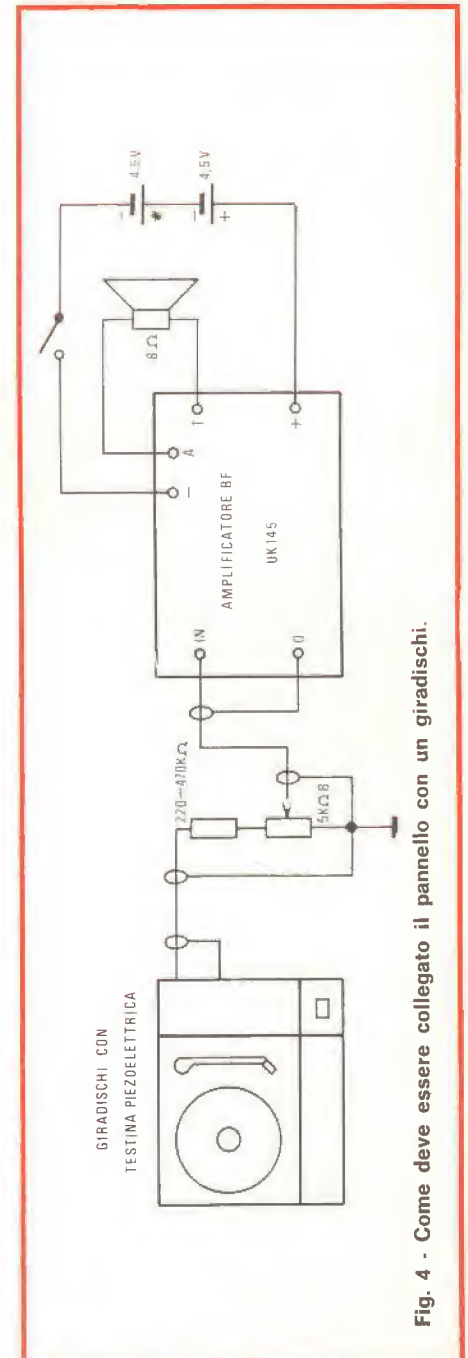 GIRADISCHI CON
TESTINA PIEZOELETTRICA
220÷470KΩ
5KΩB
IN
0
AMPLIFICATORE BF
UK145
−
A
T
+
8Ω
4,5V
− +
4,5V
− +
Fig. 4 - Come deve essere collegato il pannello con un giradischi.